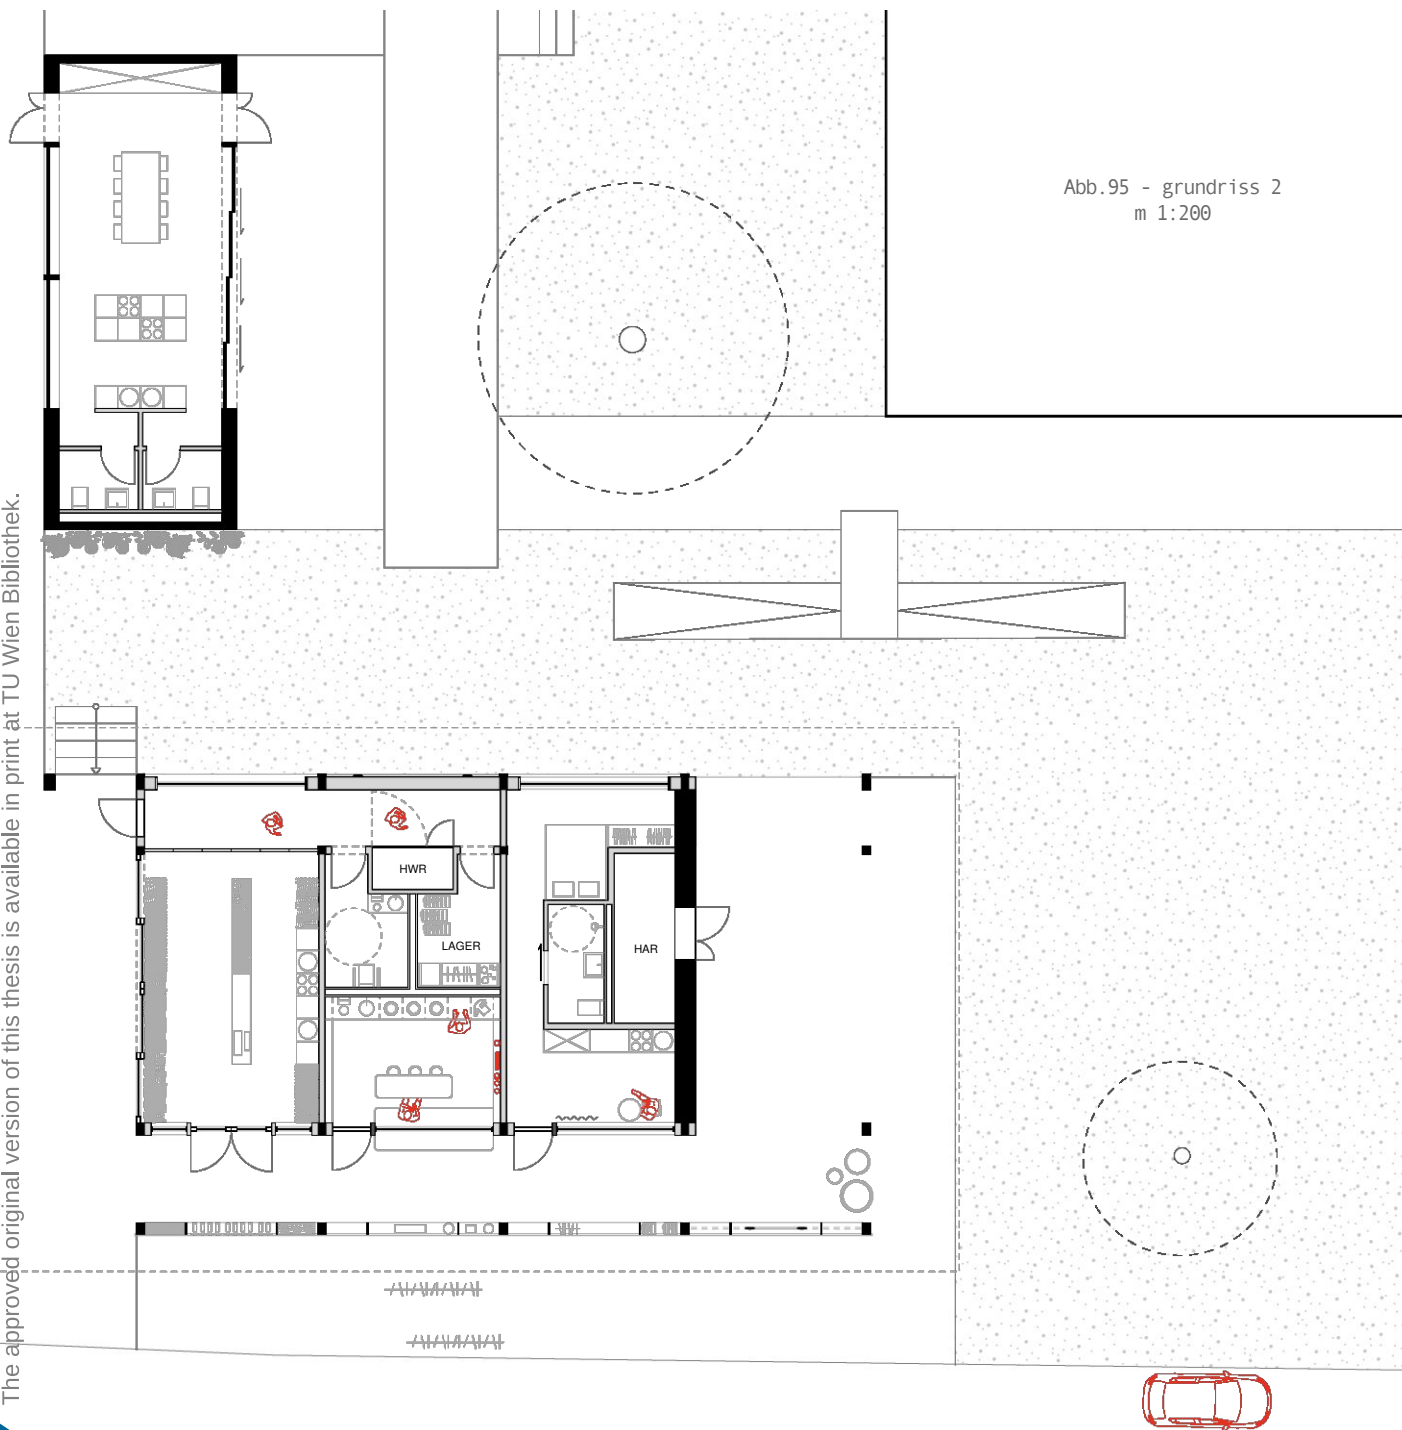 Abb.95 - grundriss 2
m 1:200
HWR
LAGER
HAR
The approved original version of this thesis is available in print at TU Wien Bibliothek.